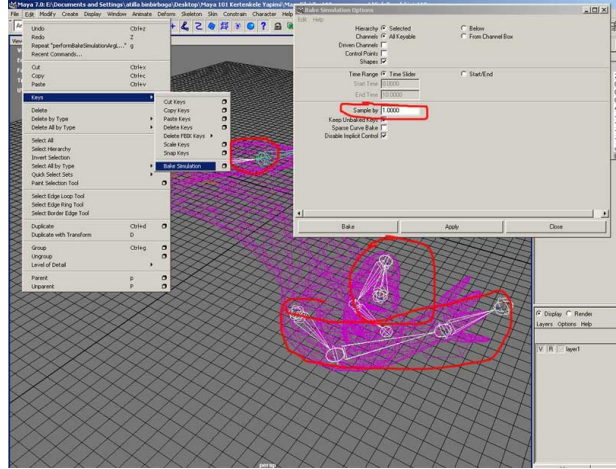 Maya 7.0: E:\Documents and Settings\atilla binbirboga\Desktop\Maya 101 Kertenkele Yapimi\
File Edit Modify Create Display Window Animate Deform Skeleton Skin Constrain Character Help
Undo Ctrl+z
Redo Z
Repeat "performBakeSimulationArgL..." g
Recent Commands...
Cut Ctrl+x
Copy Ctrl+c
Paste Ctrl+v
Keys
Delete
Delete by Type
Delete All by Type
Select All
Select Hierarchy
Invert Selection
Select All by Type
Quick Select Sets
Paint Selection Tool
Select Edge Loop Tool
Select Edge Ring Tool
Select Border Edge Tool
Duplicate Ctrl+d
Duplicate with Transform D
Group Ctrl+g
Ungroup
Level of Detail
Parent p
Unparent P
Cut Keys
Copy Keys
Paste Keys
Delete Keys
Delete FBIK Keys
Scale Keys
Snap Keys
Bake Simulation
Bake Simulation Options
Edit Help
Hierarchy Selected Below
Channels All Keyable From Channel Box
Driven Channels
Control Points
Shapes
Time Range Time Slider Start/End
Start Time 0.0000
End Time 10.0000
Sample by 1.0000
Keep Unbaked Keys
Sparse Curve Bake
Disable Implicit Control
Bake Apply Close
Display Render
Layers Options Help
V R layer1
persp